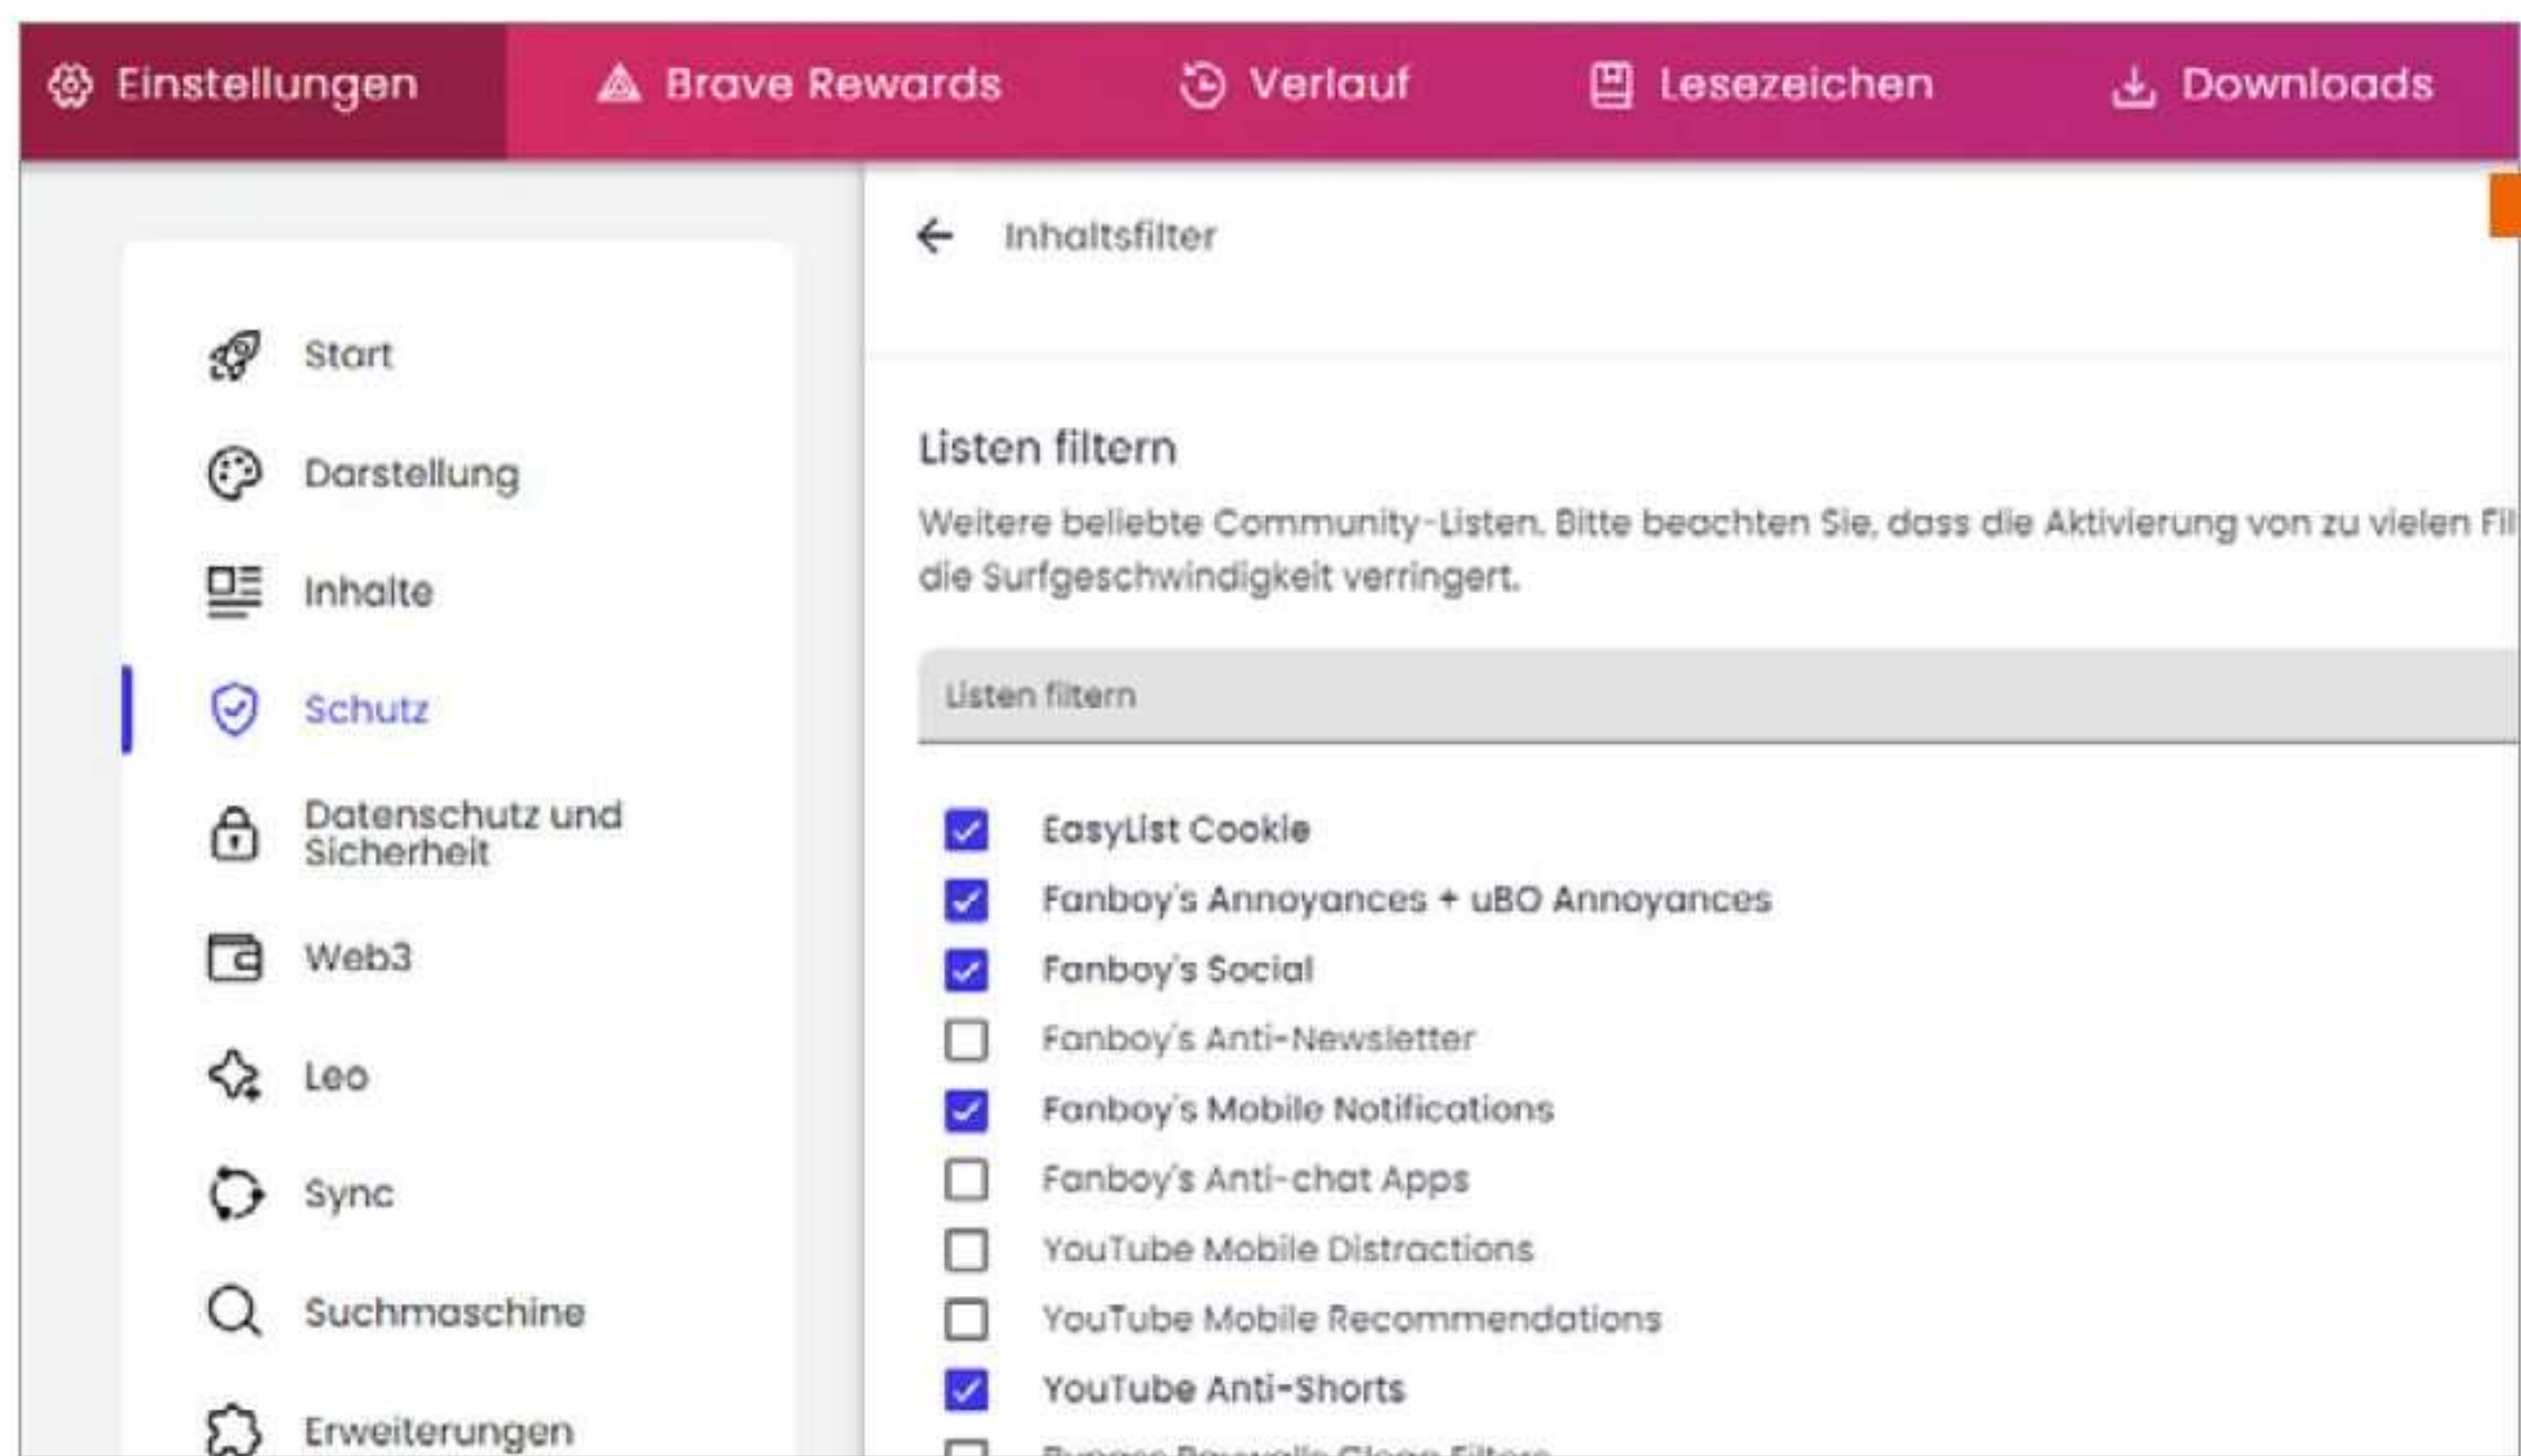 Einstellungen
Brave Rewards
Verlauf
Lesezeichen
Downloads
Start
Darstellung
Inhalte
Schutz
Datenschutz und
Sicherheit
Web3
Leo
Sync
Suchmaschine
Erweiterungen
Inhaltsfilter
Listen filtern
Weitere beliebte Community-Listen. Bitte beachten Sie, dass die Aktivierung von zu vielen Fil
die Surfgeschwindigkeit verringert.
Listen filtern
EasyList Cookie
Fanboy's Annoyances + uBO Annoyances
Fanboy's Social
Fanboy's Anti-Newsletter
Fanboy's Mobile Notifications
Fanboy's Anti-chat Apps
YouTube Mobile Distractions
YouTube Mobile Recommendations
YouTube Anti-Shorts